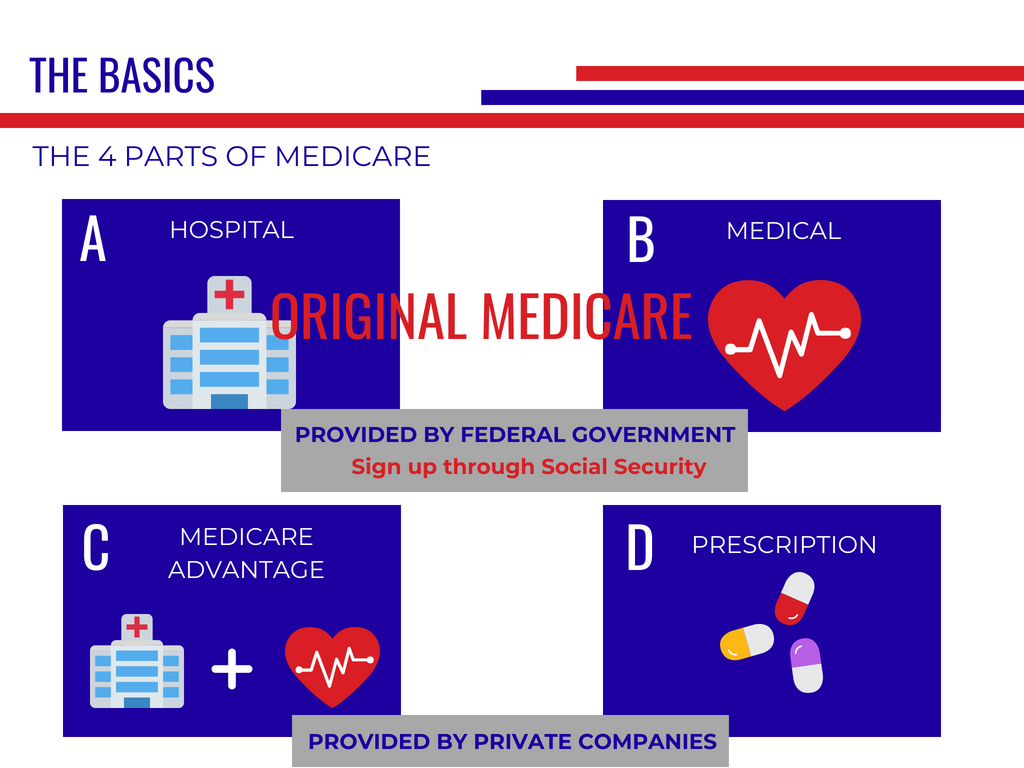 THE BASICS
THE 4 PARTS OF MEDICARE
A
HOSPITAL
B
MEDICAL
ORIGINAL MEDICARE
PROVIDED BY FEDERAL GOVERNMENT
Sign up through Social Security
C
MEDICARE
ADVANTAGE
D
PRESCRIPTION
PROVIDED BY PRIVATE COMPANIES